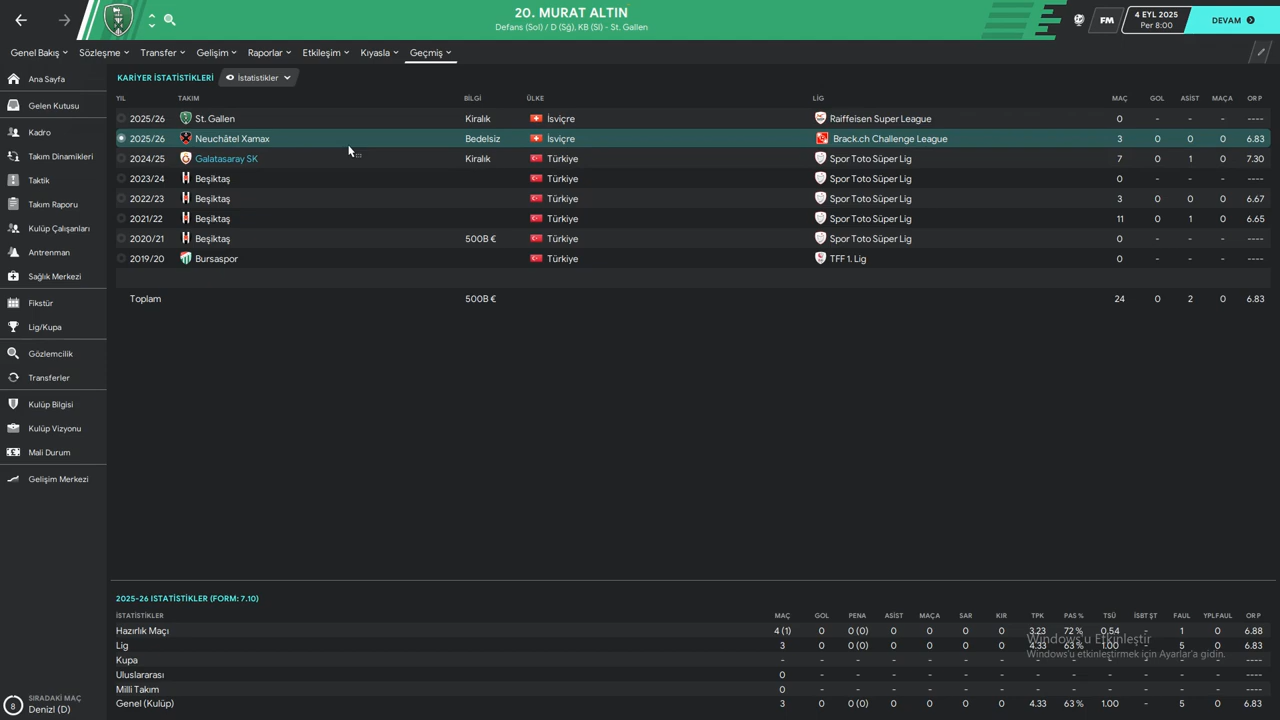 20. MURAT ALTIN
Defans (Sol) / D (Sğ), KB (Sl) - St. Gallen
FM
4 EYL 2025
Per 8:00
DEVAM
Genel Bakış
Sözleşme
Transfer
Gelişim
Raporlar
Etkileşim
Kıyasla
Geçmiş
Ana Sayfa
Gelen Kutusu
Kadro
Takım Dinamikleri
Taktik
Takım Raporu
Kulüp Çalışanları
Antrenman
Sağlık Merkezi
Fikstür
Lig/Kupa
Gözlemcilik
Transferler
Kulüp Bilgisi
Kulüp Vizyonu
Mali Durum
Gelişim Merkezi
8
SIRADAKİ MAÇ
Denizl (D)
KARİYER İSTATİSTİKLERİ İstatistikler
YIL TAKIM BİLGİ ÜLKE LİG MAÇ GOL ASİST MAÇA OR P
2025/26 St. Gallen Kiralık İsviçre Raiffeisen Super League 0 - - - ----
2025/26 Neuchâtel Xamax Bedelsiz İsviçre Brack.ch Challenge League 3 0 0 0 6.83
2024/25 Galatasaray SK Kiralık Türkiye Spor Toto Süper Lig 7 0 1 0 7.30
2023/24 Beşiktaş Türkiye Spor Toto Süper Lig 0 - - - ----
2022/23 Beşiktaş Türkiye Spor Toto Süper Lig 3 0 0 0 6.67
2021/22 Beşiktaş Türkiye Spor Toto Süper Lig 11 0 1 0 6.65
2020/21 Beşiktaş 500B € Türkiye Spor Toto Süper Lig 0 - - - ----
2019/20 Bursaspor Türkiye TFF 1. Lig 0 - - - ----
Toplam 500B € 24 0 2 0 6.83
2025-26 ISTATİSTİKLER (FORM: 7.10)
İSTATİSTİKLER MAÇ GOL PENA ASİST MAÇA SAR KIR TPK PAS % TSÜ İSBT ŞT FAUL YPLFAUL OR P
Hazırlık Maçı 4 (1) 0 0 (0) 0 0 0 0 3.23 72 % 0.54 - 1 0 6.88
Lig 3 0 0 (0) 0 0 0 0 4.33 63 % 1.00 - 5 0 6.83
Kupa - - - - - - - - - - - - - ----
Uluslararası 0 - - - - - - - - - - - - ----
Milli Takım 0 - - - - - - - - - - - - ----
Genel (Kulüp) 3 0 0 (0) 0 0 0 0 4.33 63 % 1.00 - 5 0 6.83
Windows'u Etkinleştir
Windows'u etkinleştirmek için Ayarlar'a gidin.